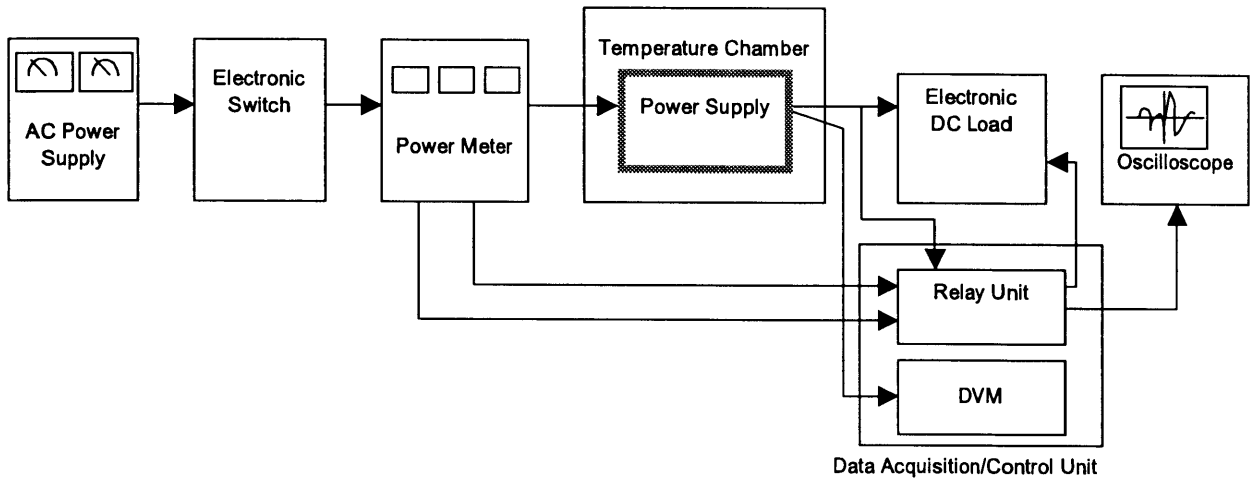 AC Power
Supply
Electronic
Switch
Power Meter
Temperature Chamber
Power Supply
Electronic
DC Load
Oscilloscope
Relay Unit
DVM
Data Acquisition/Control Unit